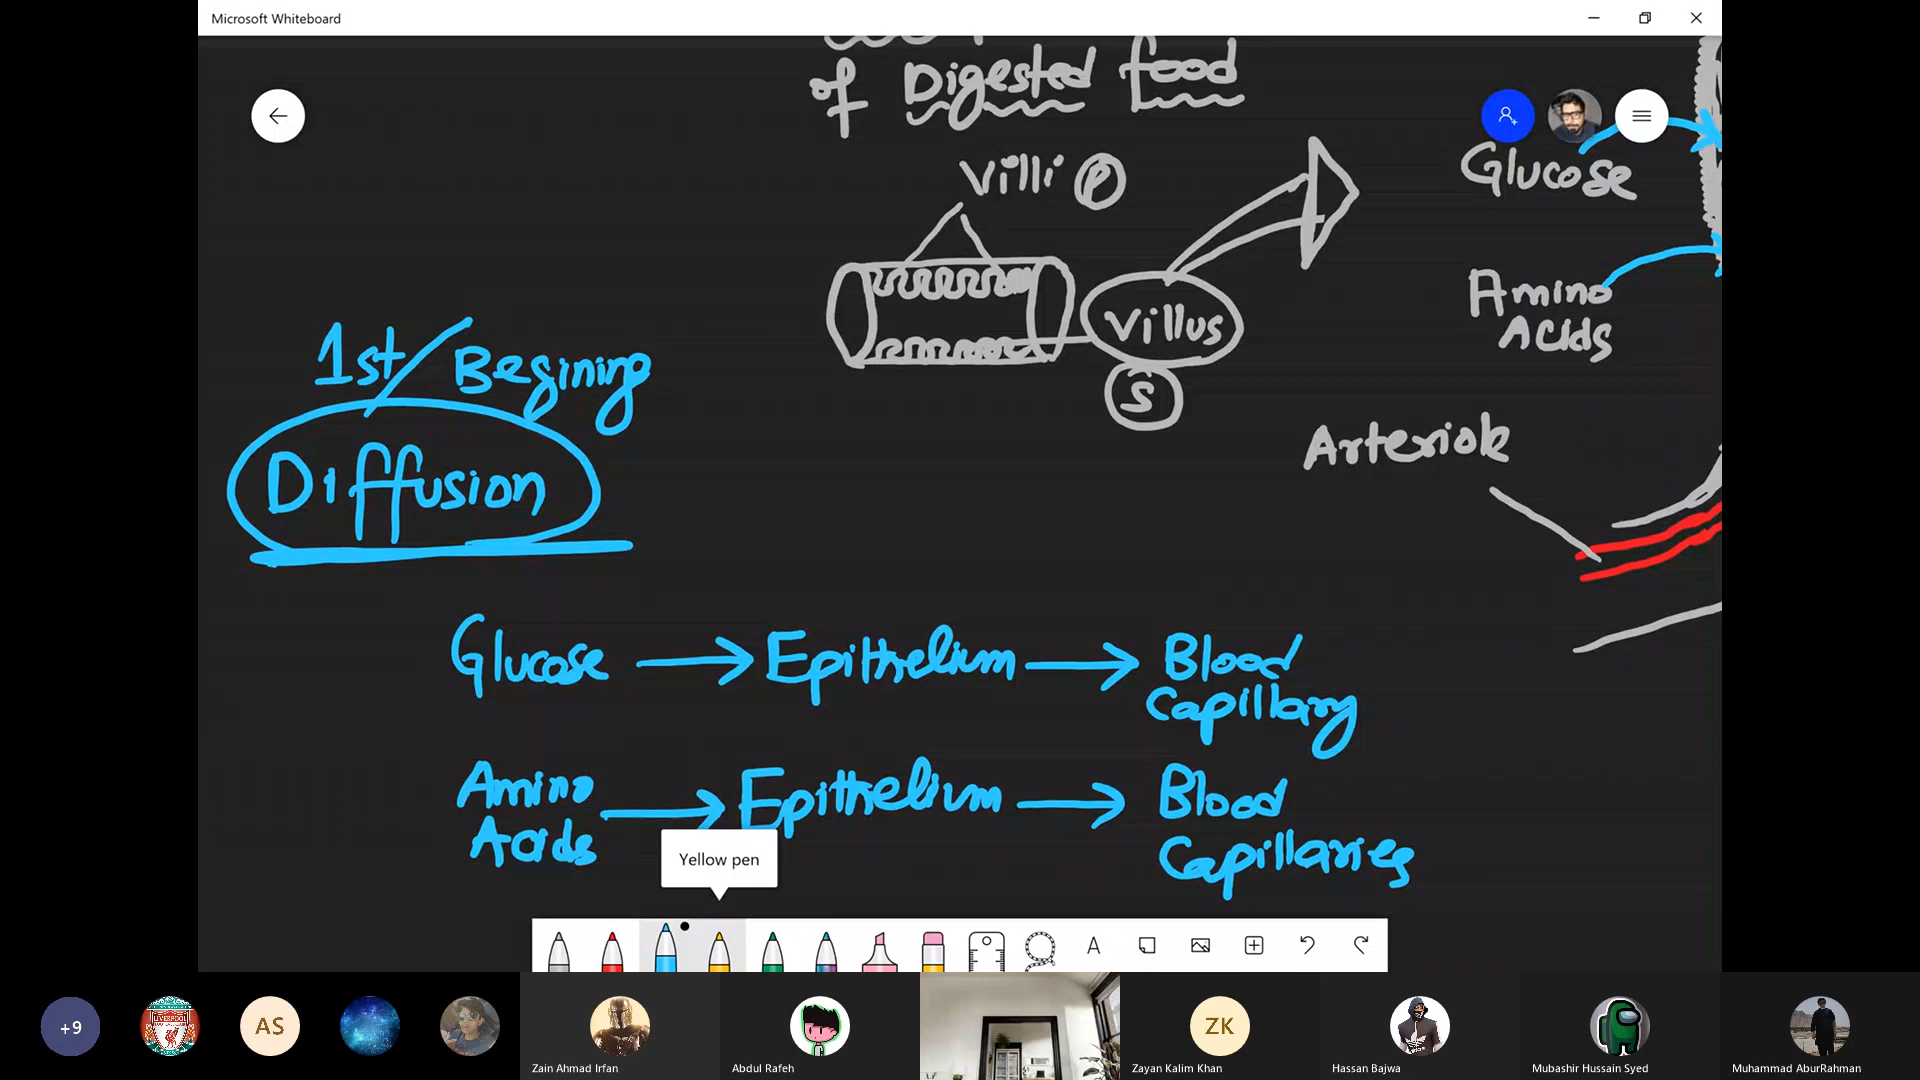 Microsoft Whiteboard
of Digested food
Villi P
Glucose
Villus
S
Amino
Acids
1st/Begining
Diffusion
Arteriole
Glucose → Epithelium → Blood
Capillary
Amino → Epithelium → Blood
Acids
Capillaries
Yellow pen
A
+9
LIVERPOOL
AS
ZK
Zain Ahmad Irfan
Abdul Rafeh
Zayan Kalim Khan
Hassan Bajwa
Mubashir Hussain Syed
Muhammad AburRahman